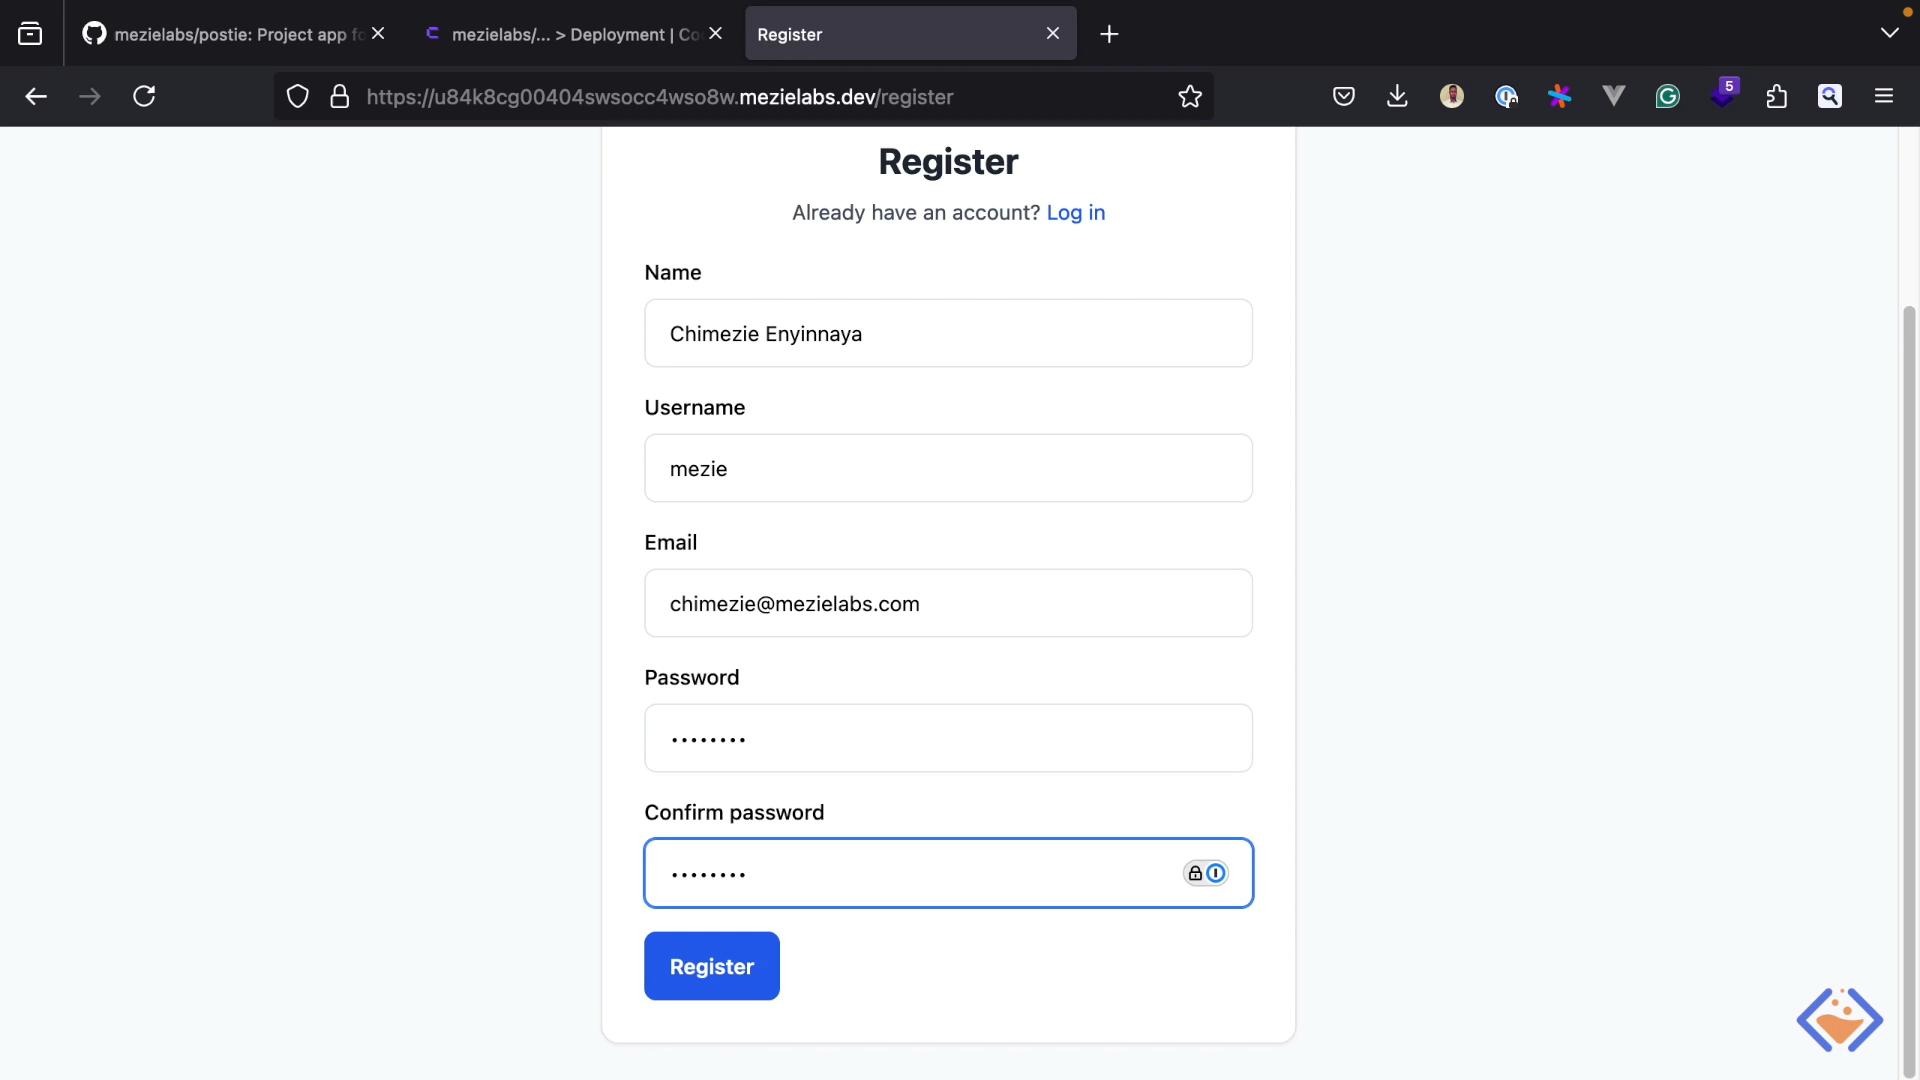 mezielabs/postie: Project app fo
mezielabs/... > Deployment | Co
Register
https://u84k8cg00404swsocc4wso8w.mezielabs.dev/register
5
Register
Already have an account? Log in
Name
Chimezie Enyinnaya
Username
mezie
Email
chimezie@mezielabs.com
Password
••••••••
Confirm password
••••••••
Register